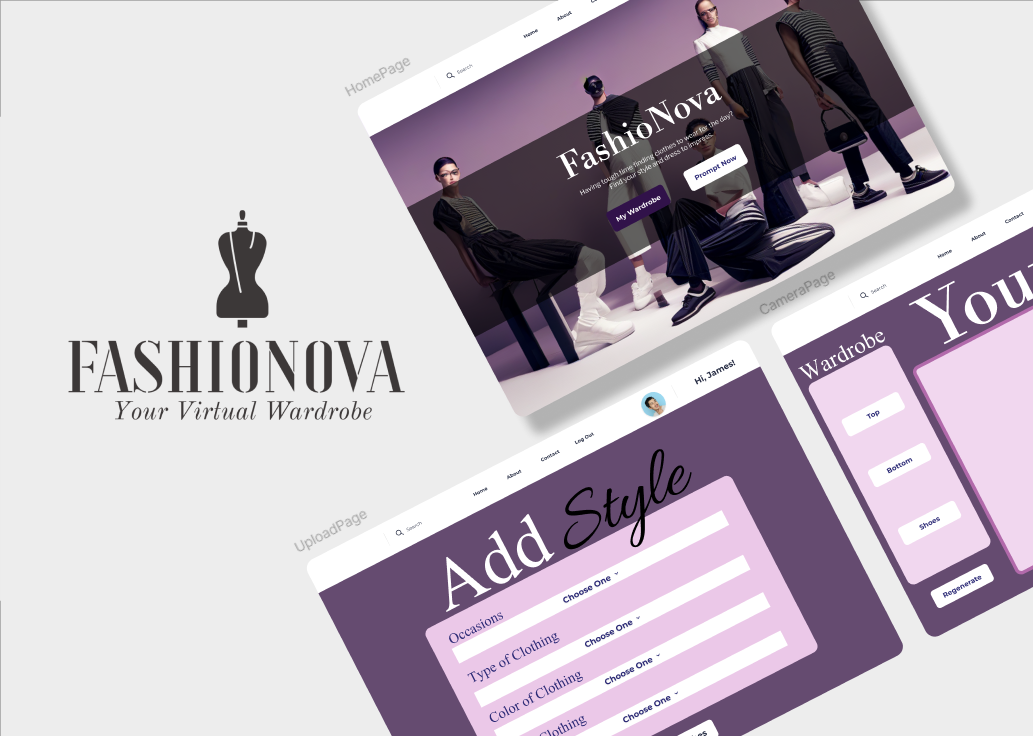 FASHIONOVA
Your Virtual Wardrobe
HomePage
Search
Home
About
FashioNova
Having tough time finding clothes to wear for the day?
Find your style and dress to impress.
My Wardrobe
Prompt Now
CameraPage
Search
Home
About
Contact
Wardrobe
You
Top
Bottom
Shoes
Regenerate
UploadPage
Search
Home
About
Contact
Log Out
Hi, James!
Add Style
Occasions
Choose One
Type of Clothing
Choose One
Color of Clothing
Choose One
Clothing
Choose One